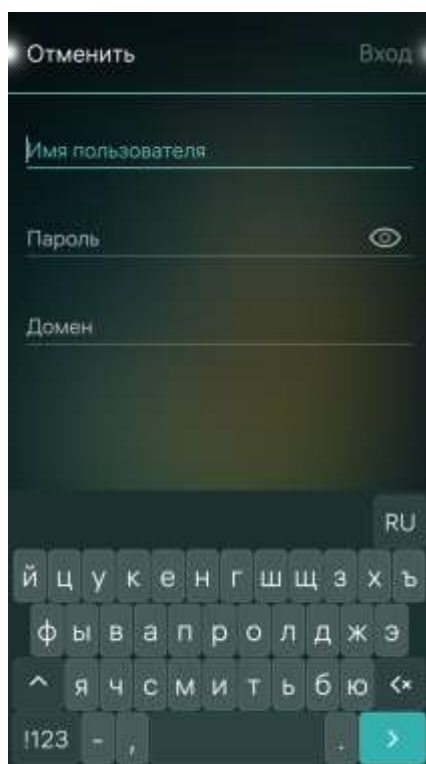 Отменить Вход
Имя пользователя
Пароль
Домен
RU
й ц у к е н г ш щ з х ъ
ф ы в а п р о л д ж э
я ч с м и т ь б ю
!123 - , .